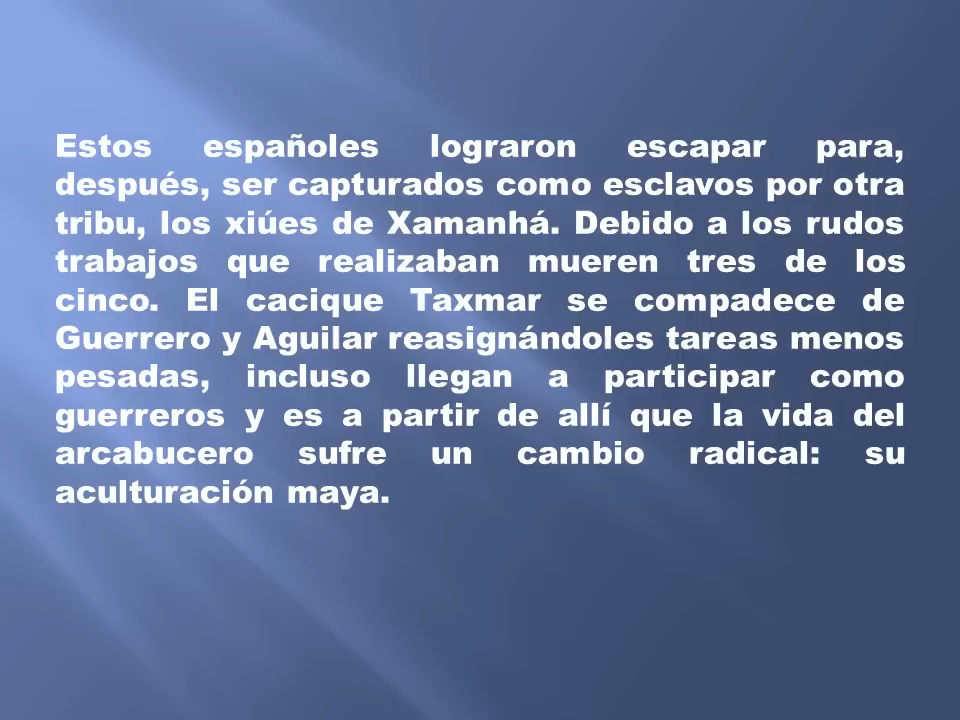 Estos españoles lograron escapar para,
después, ser capturados como esclavos por otra
tribu, los xiúes de Xamanhá. Debido a los rudos
trabajos que realizaban mueren tres de los
cinco. El cacique Taxmar se compadece de
Guerrero y Aguilar reasignándoles tareas menos
pesadas, incluso llegan a participar como
guerreros y es a partir de allí que la vida del
arcabucero sufre un cambio radical: su
aculturación maya.